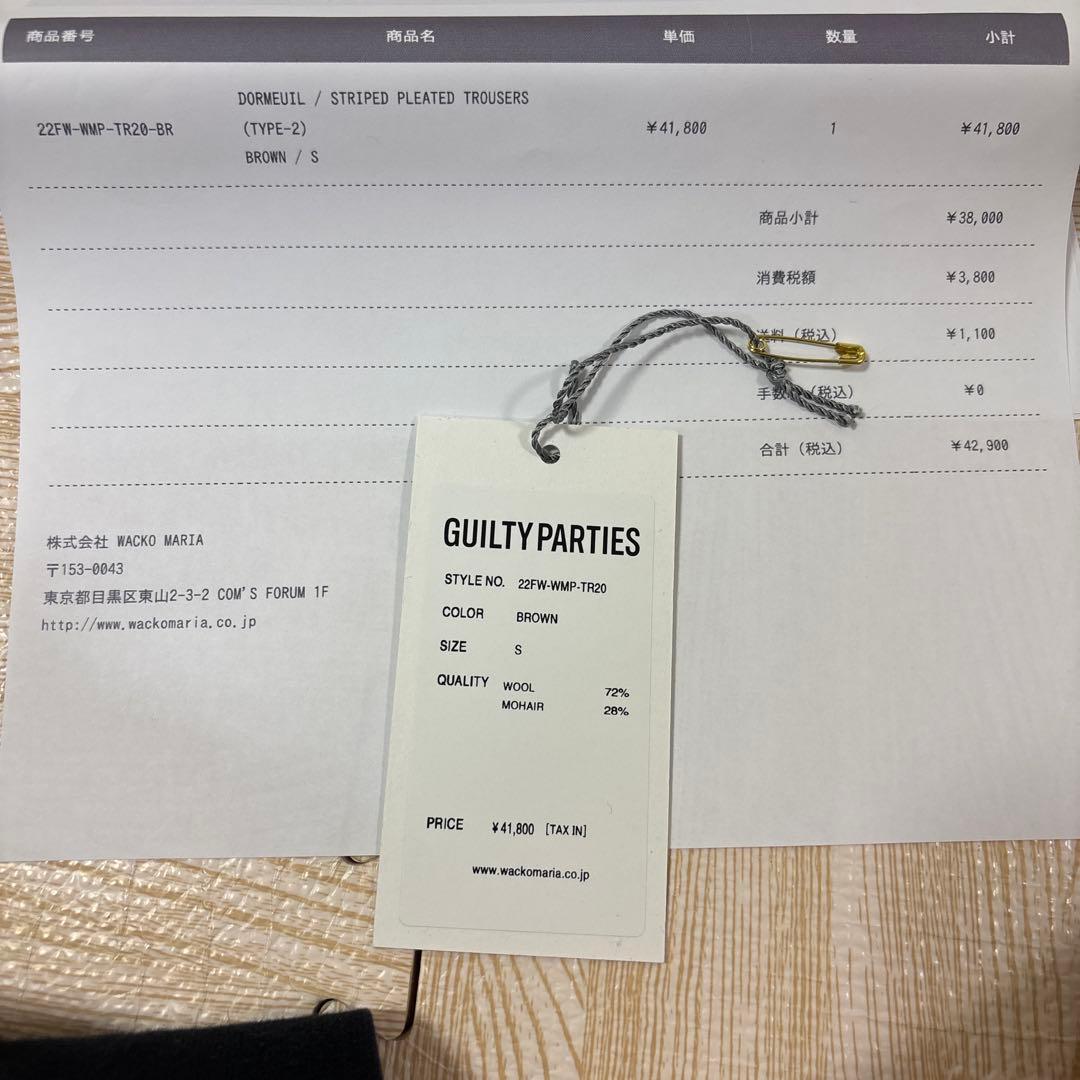 商品番号 商品名 単価 数量 小計
DORMEUIL / STRIPED PLEATED TROUSERS
22FW-WMP-TR20-BR (TYPE-2) ¥41,800 1 ¥41,800
BROWN / S
商品小計 ¥38,000
消費税額 ¥3,800
送料 (税込) ¥1,100
手数 (税込) ¥0
合計 (税込) ¥42,900
株式会社 WACKO MARIA
〒153-0043
東京都目黒区東山2-3-2 COM'S FORUM 1F
http://www.wackomaria.co.jp
GUILTY PARTIES
STYLE NO. 22FW-WMP-TR20
COLOR BROWN
SIZE S
QUALITY WOOL 72%
MOHAIR 28%
PRICE ¥41,800 [TAX IN]
www.wackomaria.co.jp